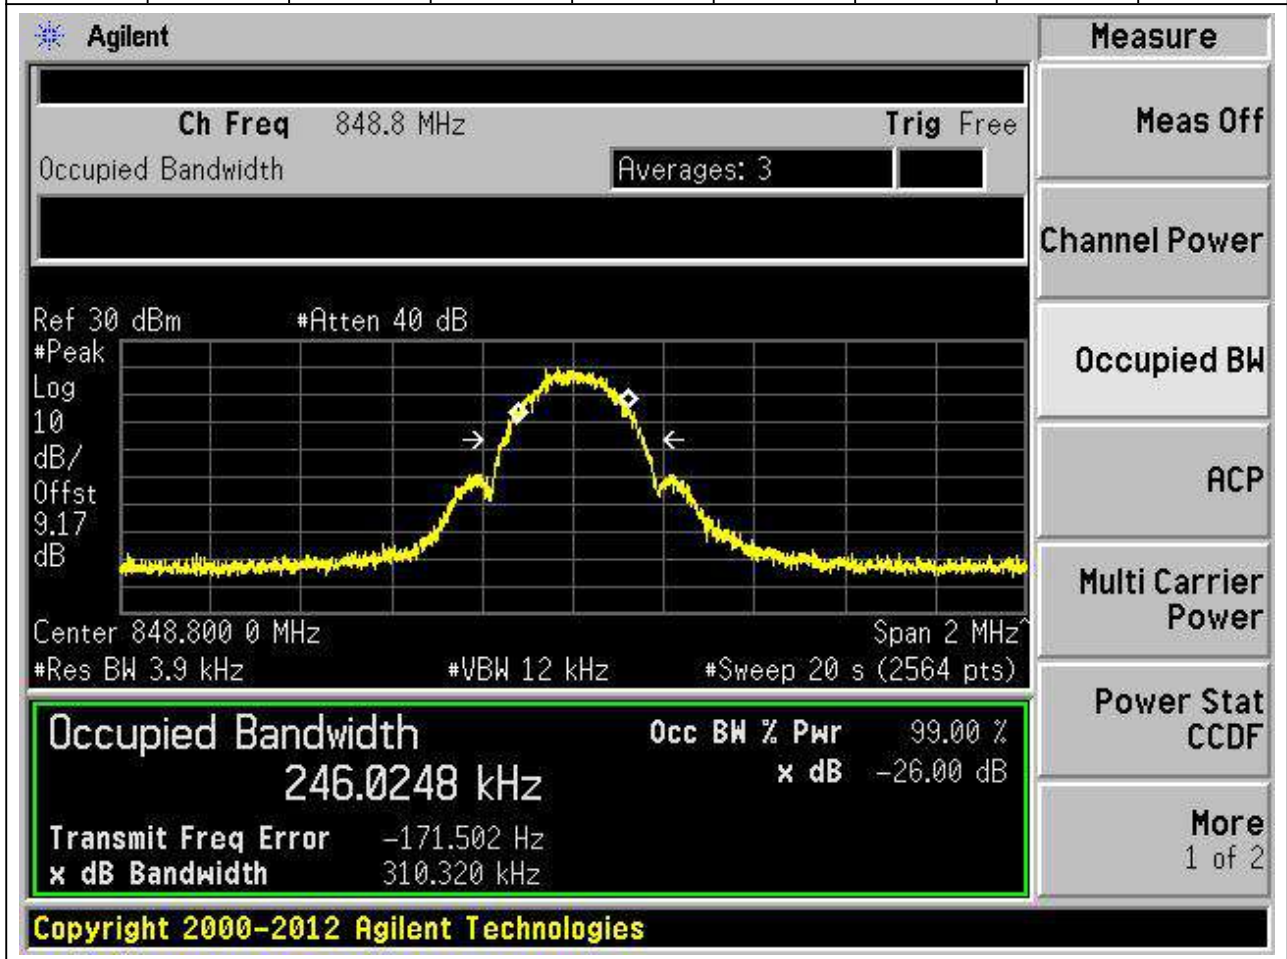 Agilent
Measure
Ch Freq 848.8 MHz Trig Free
Meas Off
Occupied Bandwidth Averages: 3
Channel Power
Ref 30 dBm #Atten 40 dB
#Peak
Log
10
dB/
Offst
9.17
dB
Occupied BW
ACP
Multi Carrier
Power
Center 848.800 0 MHz Span 2 MHz^
#Res BW 3.9 kHz #VBW 12 kHz #Sweep 20 s (2564 pts)
Power Stat
CCDF
Occupied Bandwidth Occ BW % Pwr 99.00 %
246.0248 kHz x dB -26.00 dB
Transmit Freq Error -171.502 Hz
x dB Bandwidth 310.320 kHz
More
1 of 2
Copyright 2000-2012 Agilent Technologies